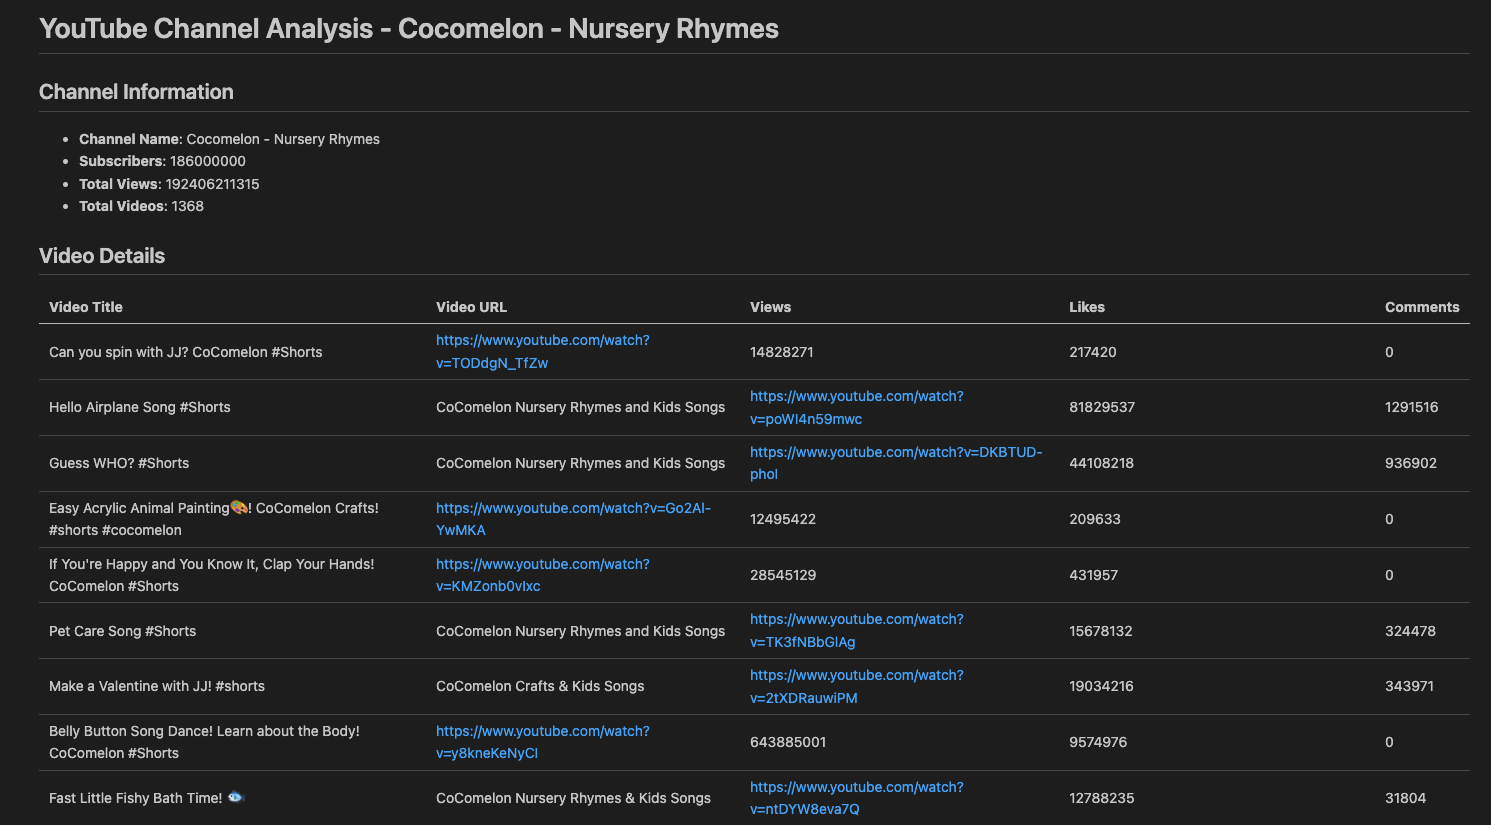 YouTube Channel Analysis - Cocomelon - Nursery Rhymes
Channel Information
Channel Name: Cocomelon - Nursery Rhymes
Subscribers: 186000000
Total Views: 192406211315
Total Videos: 1368
Video Details
Video Title Video URL Views Likes Comments
Can you spin with JJ? CoComelon #Shorts
https://www.youtube.com/watch?
v=TODdgN_TfZw
14828271
217420
0
Hello Airplane Song #Shorts
CoComelon Nursery Rhymes and Kids Songs
https://www.youtube.com/watch?
v=poWI4n59mwc
81829537
1291516
Guess WHO? #Shorts
CoComelon Nursery Rhymes and Kids Songs
https://www.youtube.com/watch?v=DKBTUD-
phoI
44108218
936902
Easy Acrylic Animal Painting🎨! CoComelon Crafts!
#shorts #cocomelon
https://www.youtube.com/watch?v=Go2AI-
YwMKA
12495422
209633
0
If You're Happy and You Know It, Clap Your Hands!
CoComelon #Shorts
https://www.youtube.com/watch?
v=KMZonb0vIxc
28545129
431957
0
Pet Care Song #Shorts
CoComelon Nursery Rhymes and Kids Songs
https://www.youtube.com/watch?
v=TK3fNBbGlAg
15678132
324478
Make a Valentine with JJ! #shorts
CoComelon Crafts & Kids Songs
https://www.youtube.com/watch?
v=2tXDRauwiPM
19034216
343971
Belly Button Song Dance! Learn about the Body!
CoComelon #Shorts
https://www.youtube.com/watch?
v=y8kneKeNyCI
643885001
9574976
0
Fast Little Fishy Bath Time! 🐟
CoComelon Nursery Rhymes & Kids Songs
https://www.youtube.com/watch?
v=ntDYW8eva7Q
12788235
31804